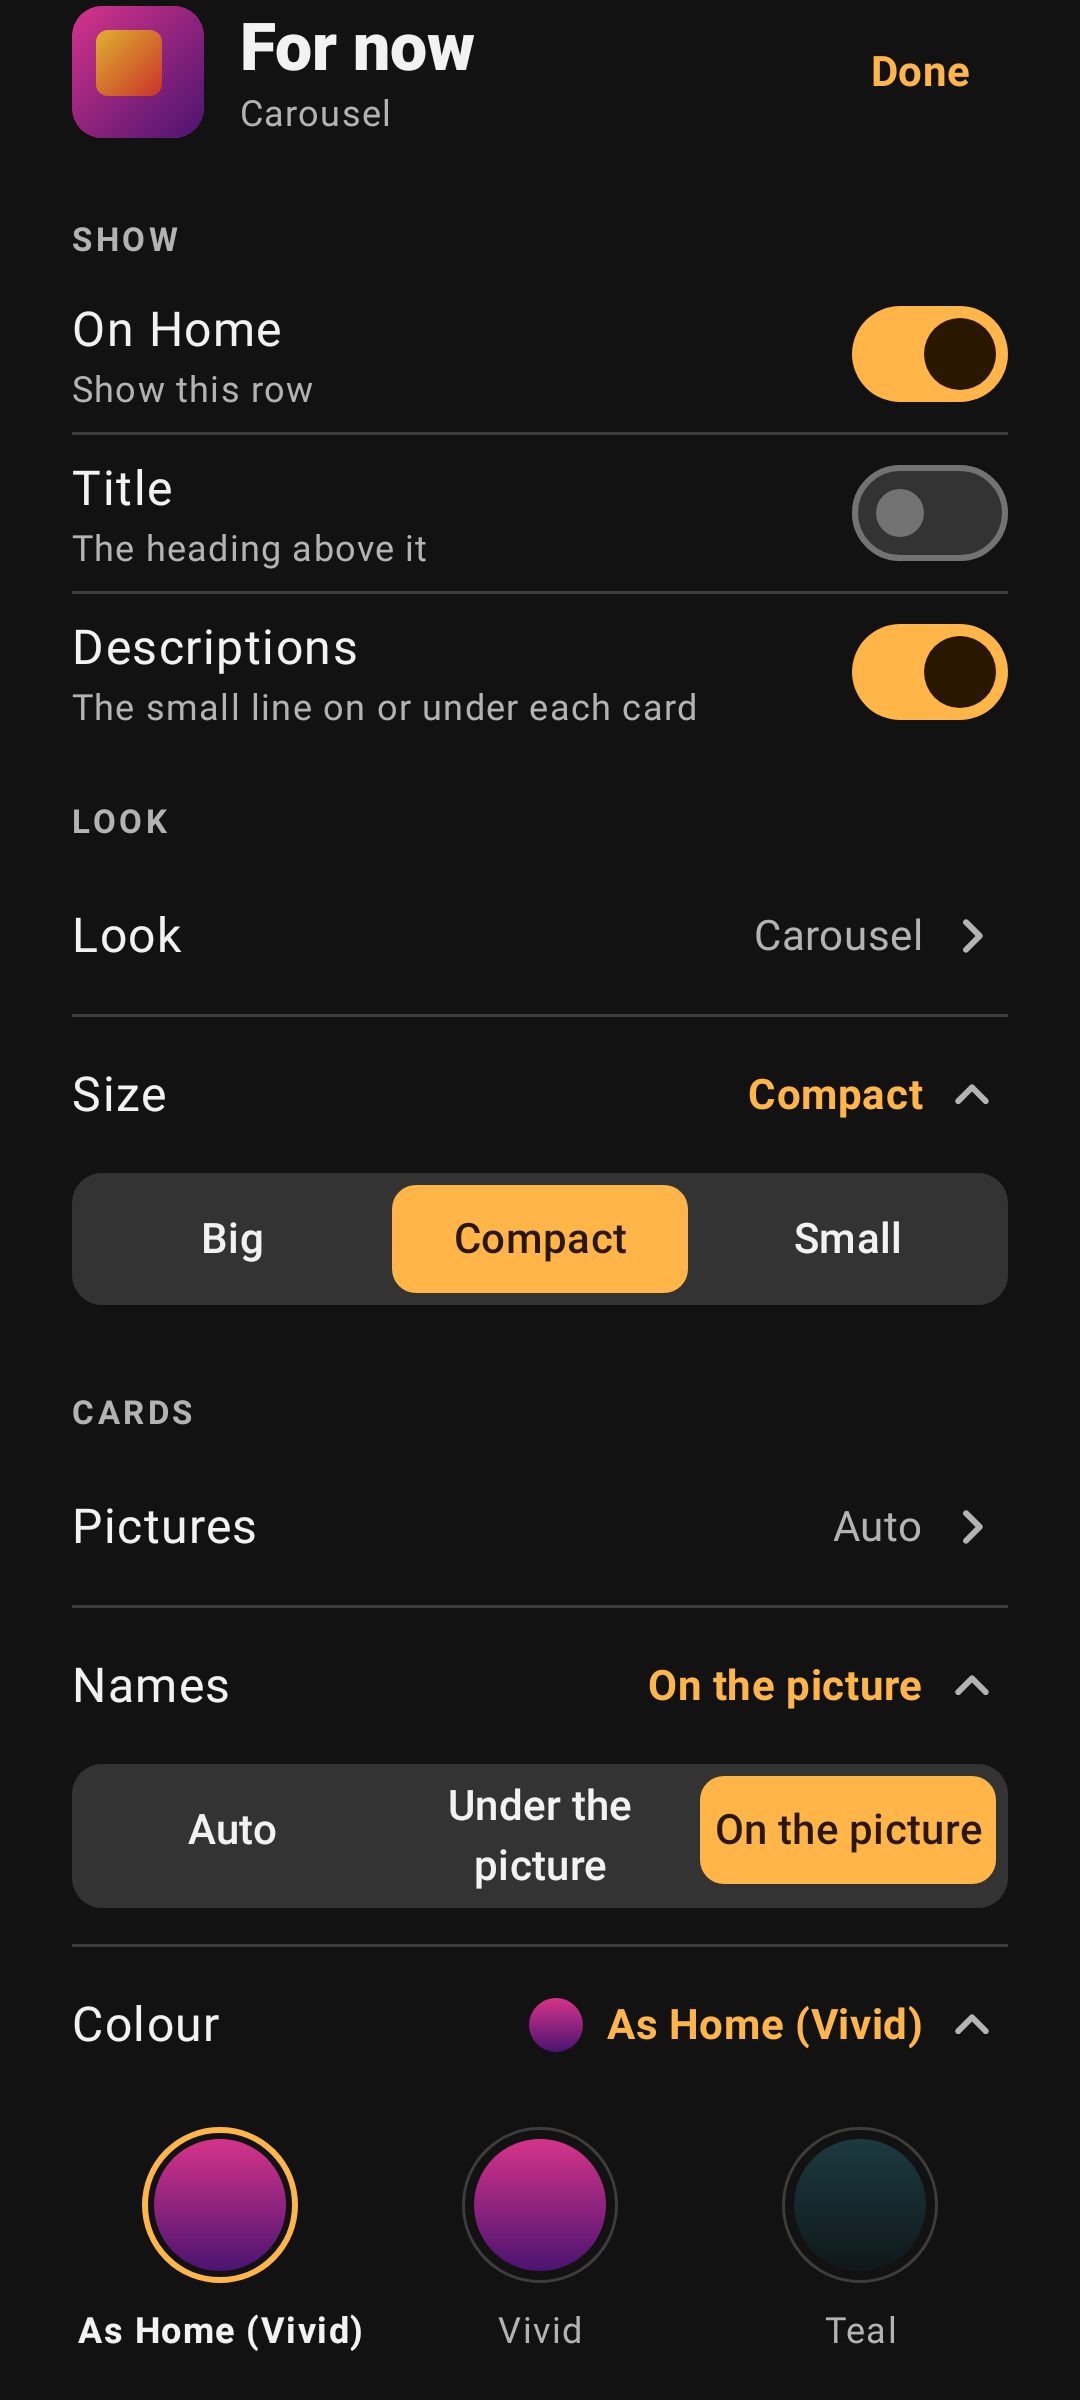 For now
Carousel
Done
SHOW
On Home
Show this row
Title
The heading above it
Descriptions
The small line on or under each card
LOOK
Look
Carousel
Size
Compact
Big
Compact
Small
CARDS
Pictures
Auto
Names
On the picture
Auto
Under the
picture
On the picture
Colour
As Home (Vivid)
As Home (Vivid)
Vivid
Teal